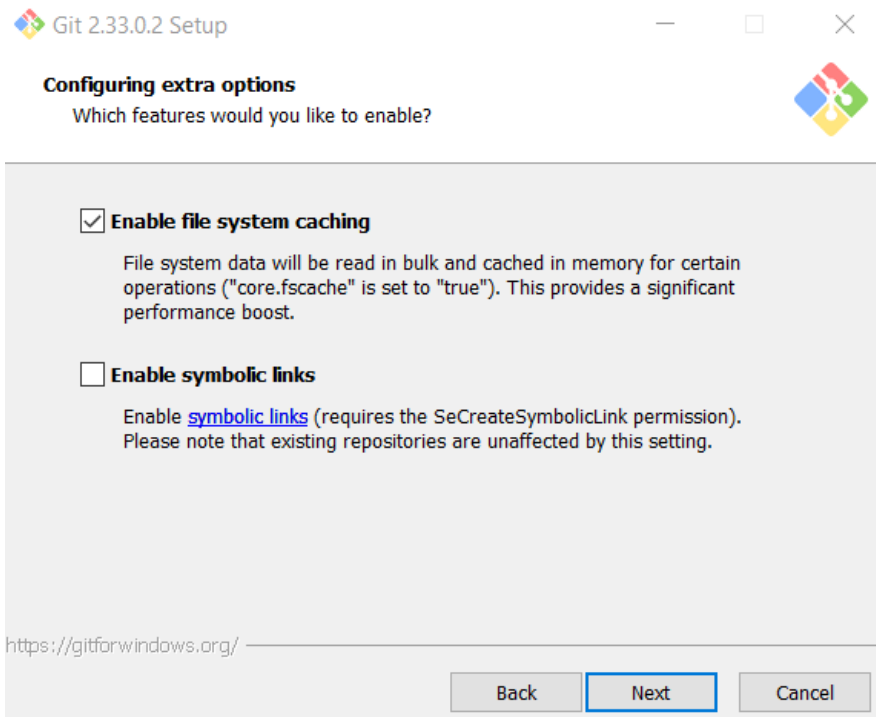 Git 2.33.0.2 Setup
Configuring extra options
Which features would you like to enable?
Enable file system caching
File system data will be read in bulk and cached in memory for certain
operations ("core.fscache" is set to "true"). This provides a significant
performance boost.
Enable symbolic links
Enable symbolic links (requires the SeCreateSymbolicLink permission).
Please note that existing repositories are unaffected by this setting.
https://gitforwindows.org/
Back Next Cancel